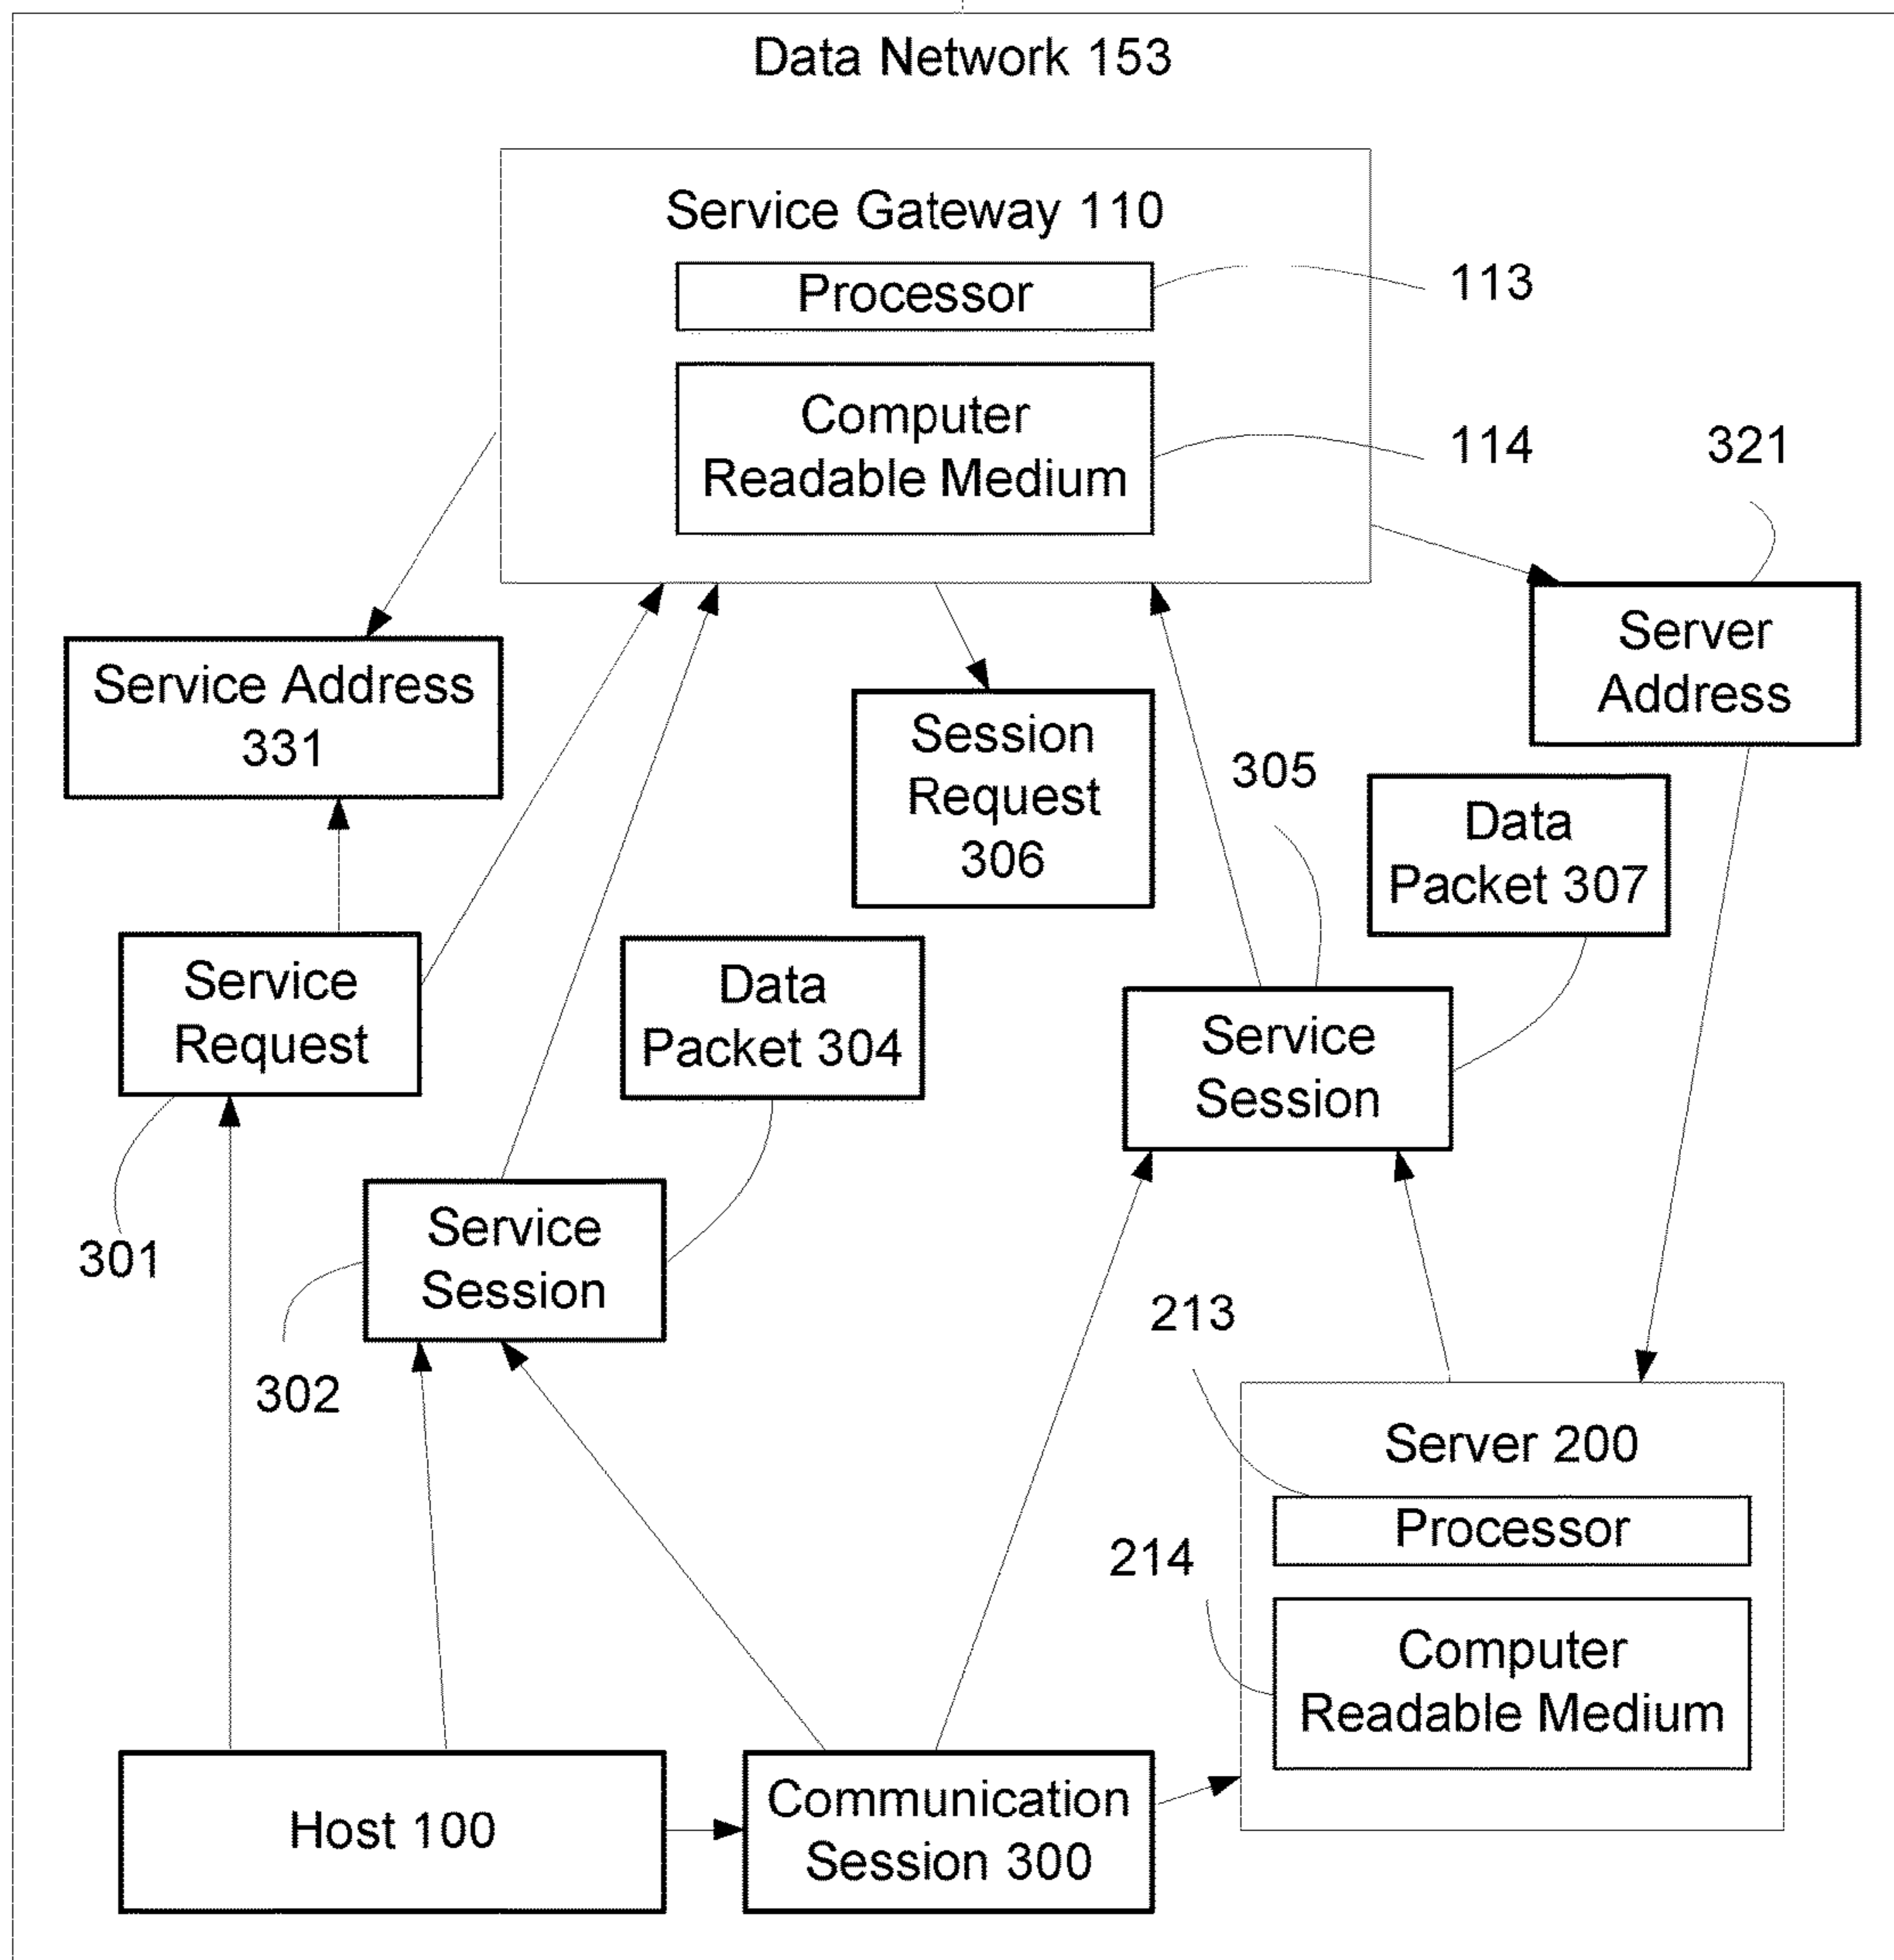 Data Network 153
Service Gateway 110
Processor
113
Computer
Readable Medium
114
321
Service Address
331
Server
Address
Session
Request
306
305
Data
Packet 307
Service
Request
Data
Packet 304
Service
Session
301
Service
Session
302
213
Server 200
Processor
214
Computer
Readable Medium
Host 100
Communication
Session 300